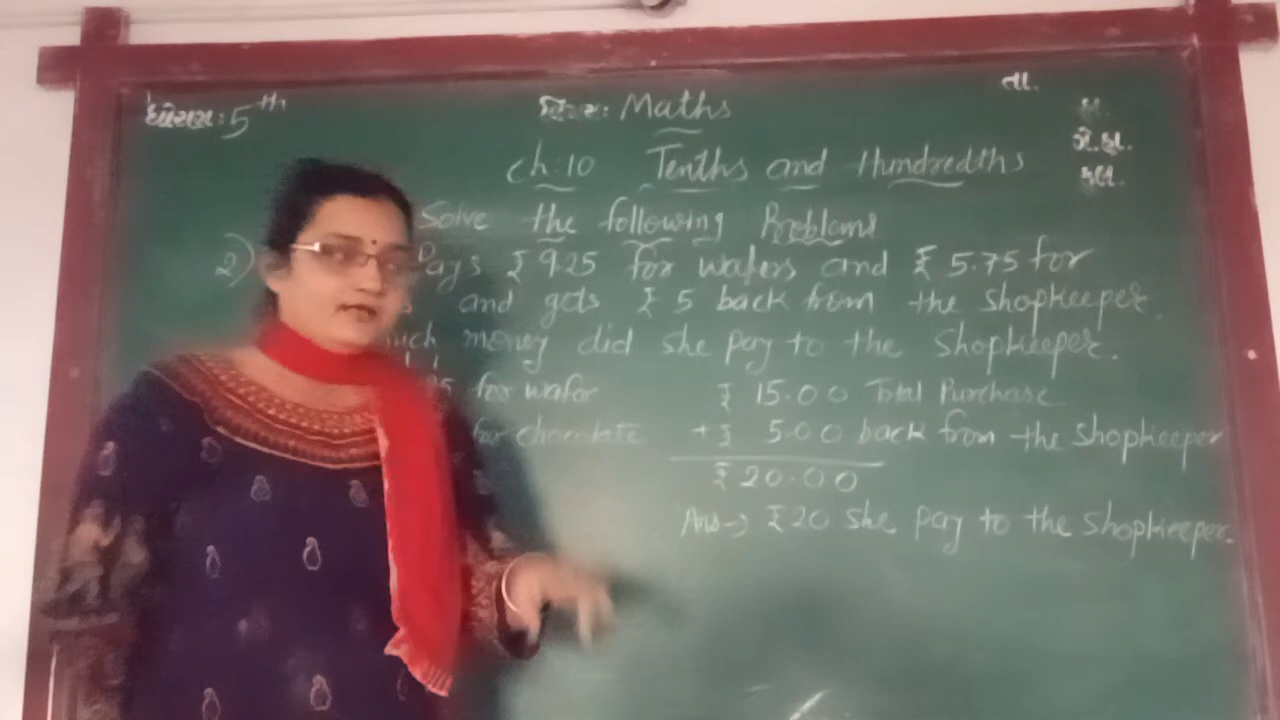 ધોરણ: 5th
વિષય: Maths
તા.
Ch:10 Tenths and Hundredths
Solve the following Problems
2) Pays ₹ 9.25 for wafers and ₹ 5.75 for
and gets ₹ 5 back from the shopkeeper.
money did she pay to the shopkeeper.
for wafer ₹ 15.00 Total Purchase
for chocolate + ₹ 5.00 back from the shopkeeper
₹ 20.00
Ans→ ₹20 she pay to the shopkeeper.